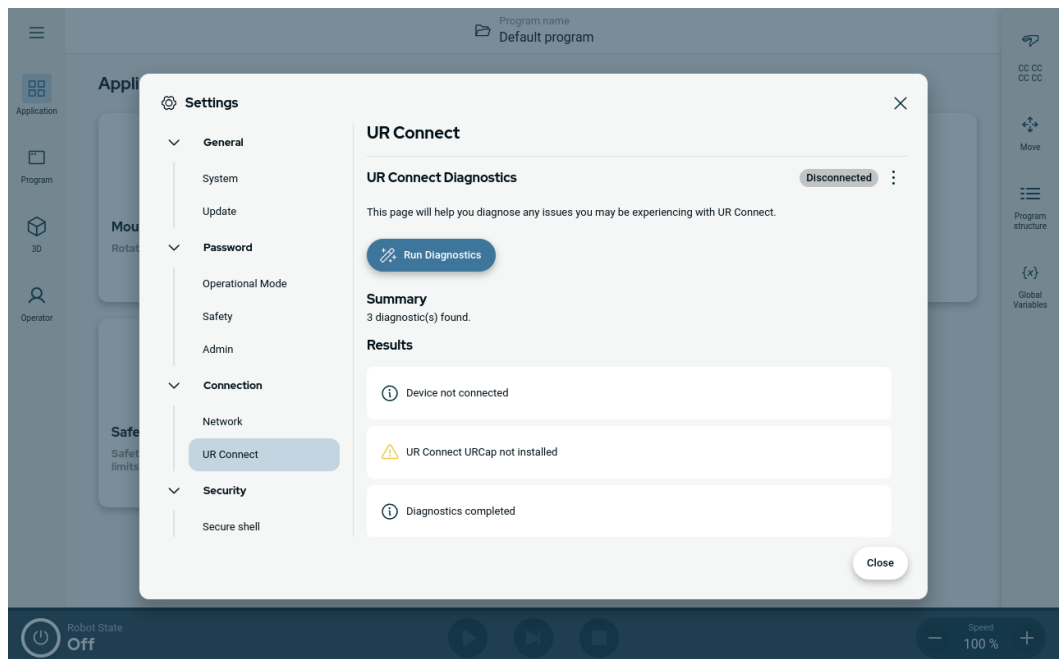 Program name
Default program
Application
Program
3D
Operator
Appli
Mou
Rotat
Safe
Safet
limits
Settings
General
System
Update
Password
Operational Mode
Safety
Admin
Connection
Network
UR Connect
Security
Secure shell
UR Connect
UR Connect Diagnostics
Disconnected
This page will help you diagnose any issues you may be experiencing with UR Connect.
Run Diagnostics
Summary
3 diagnostic(s) found.
Results
Device not connected
UR Connect URCap not installed
Diagnostics completed
Close
CC CC
CC CC
Move
Program
structure
{x}
Global
Variables
Robot State
Off
Speed
100 %